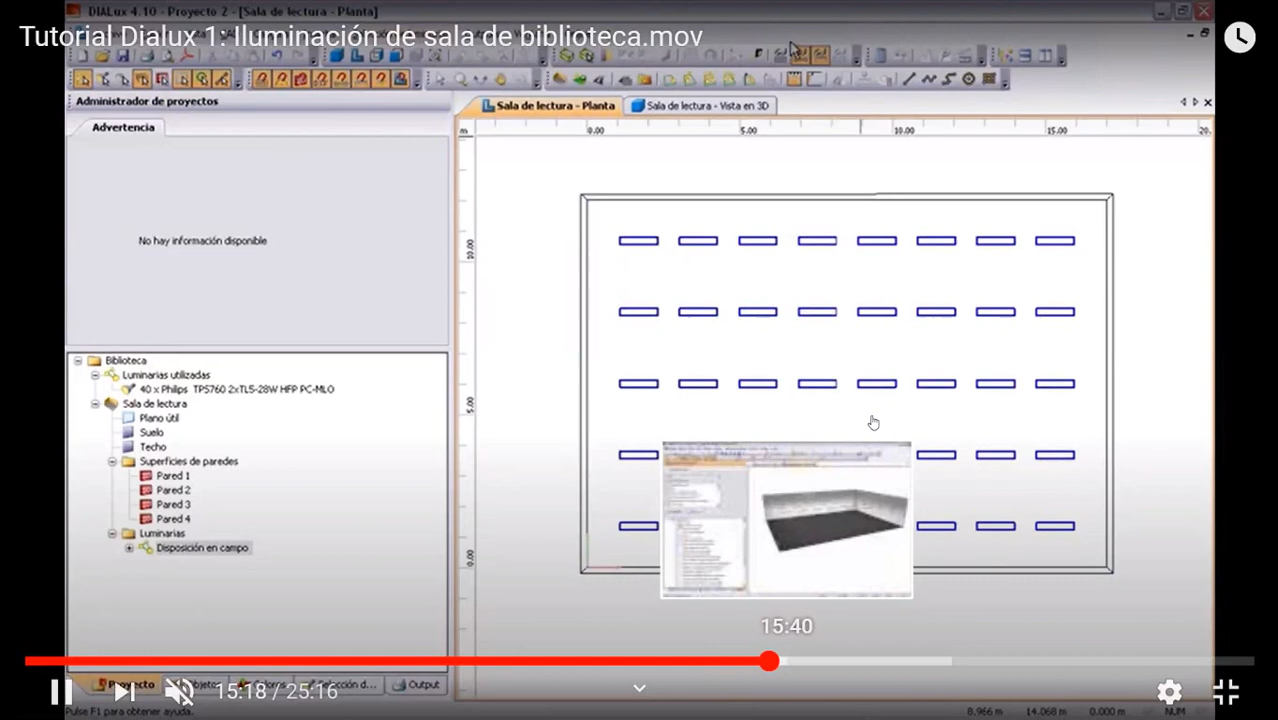 DIALux 4.10 - Proyecto 2 - [Sala de lectura - Planta]
Tutorial Dialux 1: Iluminación de sala de biblioteca.mov
Administrador de proyectos
Sala de lectura - Planta
Sala de lectura - Vista en 3D
Advertencia
m
0.00
5.00
10.00
15.00
20.
No hay información disponible
10.00
5.00
0.00
Biblioteca
Luminarias utilizadas
40 x Philips TPS760 2xTL5-28W HFP PC-MLO
Sala de lectura
Plano útil
Suelo
Techo
Superficies de paredes
Pared 1
Pared 2
Pared 3
Pared 4
Luminarias
Disposición en campo
15:40
Proyecto
Output
15:18 / 25:16
Pulse F1 para obtener ayuda.
8.966 m
14.068 m
0.000 m
NUM